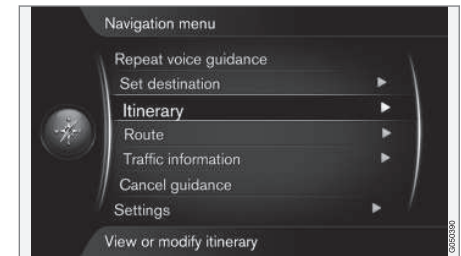 Navigation menu
Repeat voice guidance
Set destination
Itinerary
Route
Traffic information
Cancel guidance
Settings
View or modify itinerary
G050390